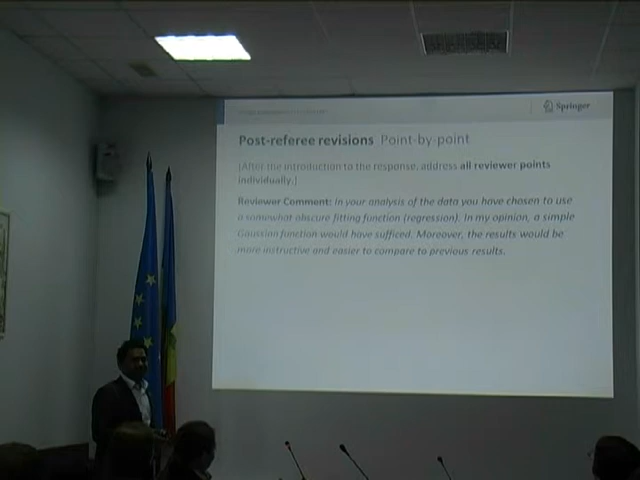 Springer
Post-referee revisions Point-by-point
[After the introduction to the response, address all reviewer points
individually.]
Reviewer Comment: in your analysis of the data you have chosen to use
a somewhat obscure fitting function (regression). In my opinion, a simple
Gaussian function would have sufficed. Moreover, the results would be
more instructive and easier to compare to previous results.